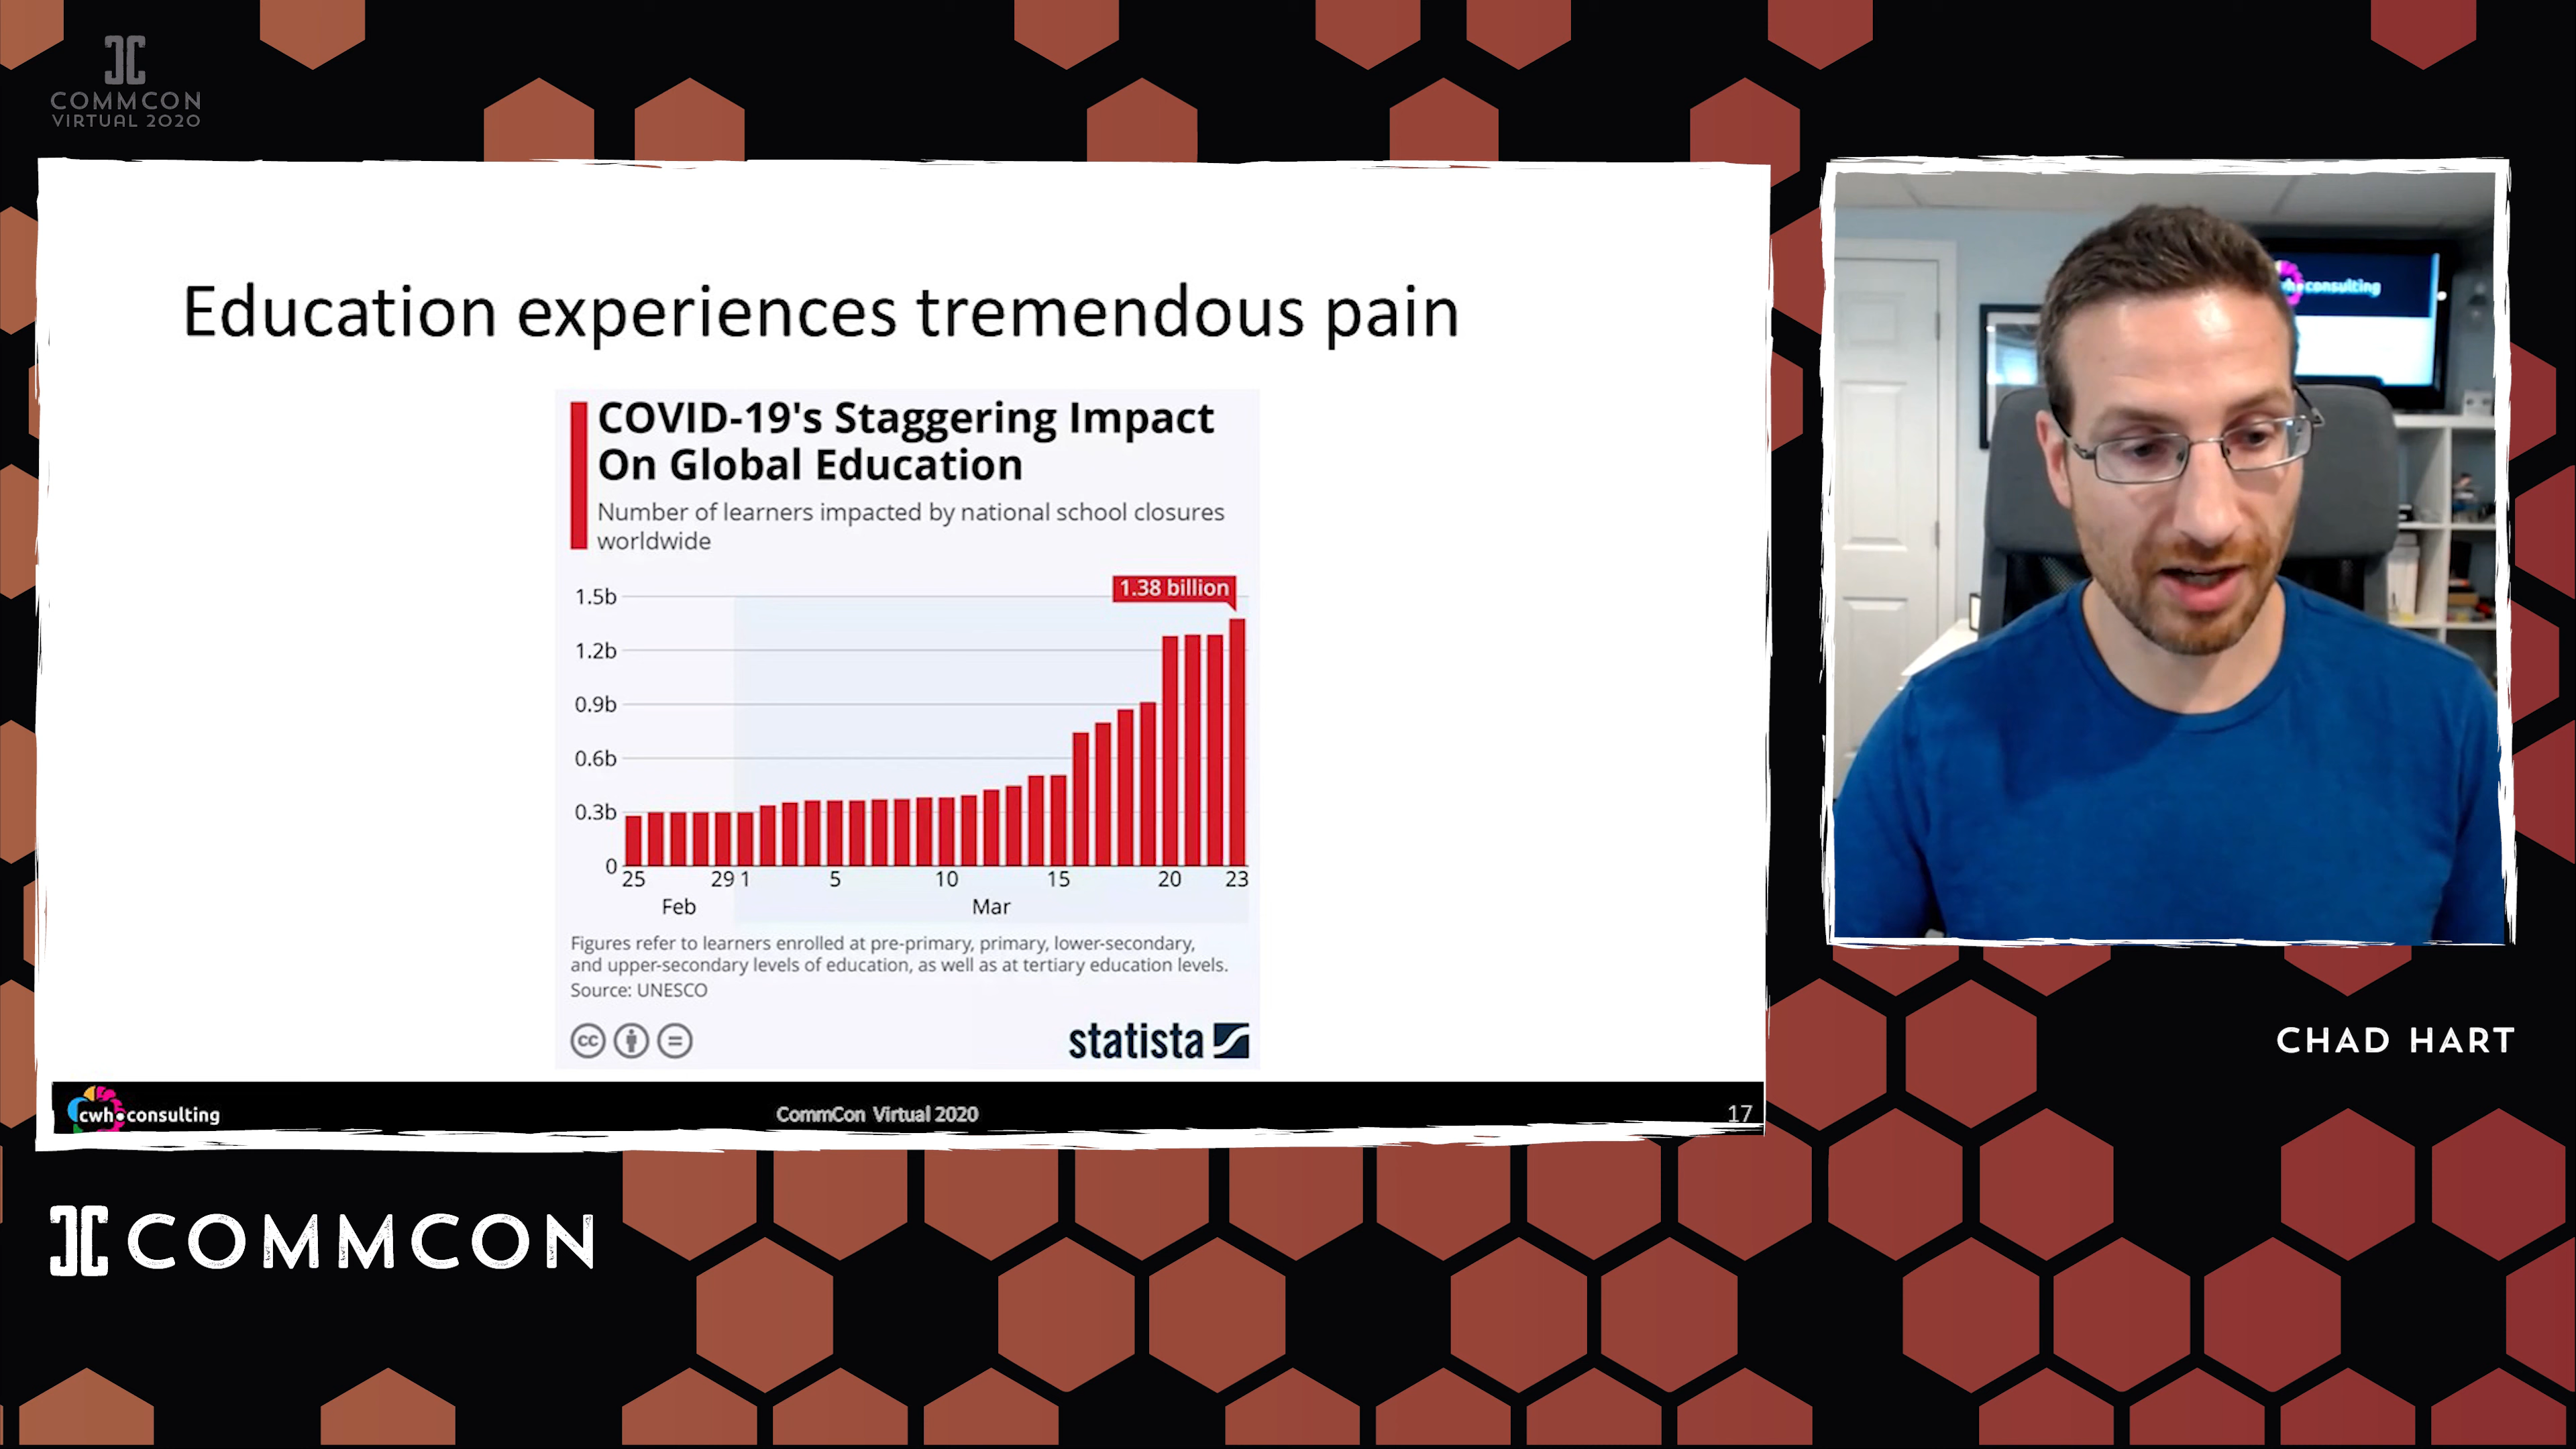 COMMCON
VIRTUAL 2020
Education experiences tremendous pain
COVID-19's Staggering Impact
On Global Education
Number of learners impacted by national school closures
worldwide
1.38 billion
1.5b
1.2b
0.9b
0.6b
0.3b
0
25 29 1 5 10 15 20 23
Feb Mar
Figures refer to learners enrolled at pre-primary, primary, lower-secondary,
and upper-secondary levels of education, as well as at tertiary education levels.
Source: UNESCO
cc
statista
cwh consulting
CommCon Virtual 2020
17
consulting
CHAD HART
COMMCON